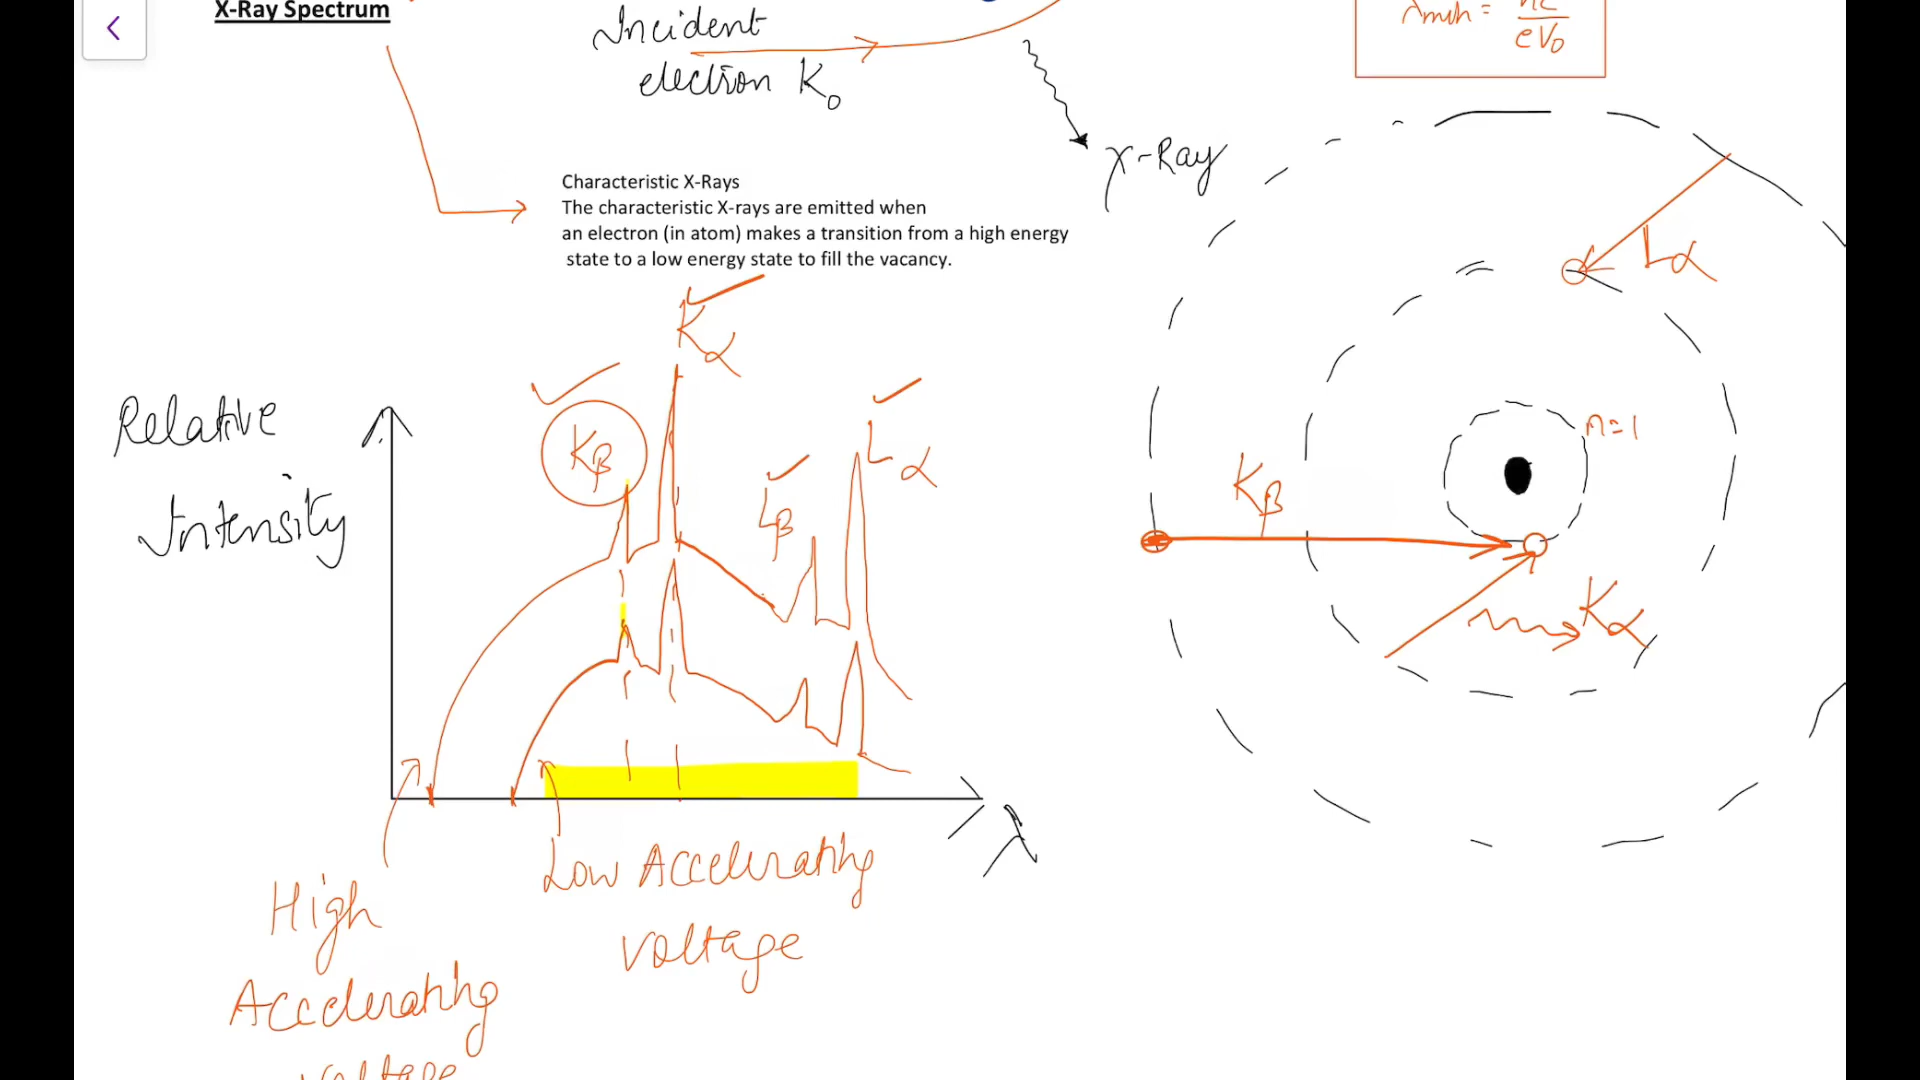 X-Ray Spectrum
Incident
electron K0
λmin = hc
eV0
X-Ray
Characteristic X-Rays
The characteristic X-rays are emitted when
an electron (in atom) makes a transition from a high energy
state to a low energy state to fill the vacancy.
Lα
Kα
Relative
Intensity
Kβ
Lβ
Lα
n=1
Kβ
Kα
λ
Low Accelerating
Voltage
High
Accelerating
Voltage